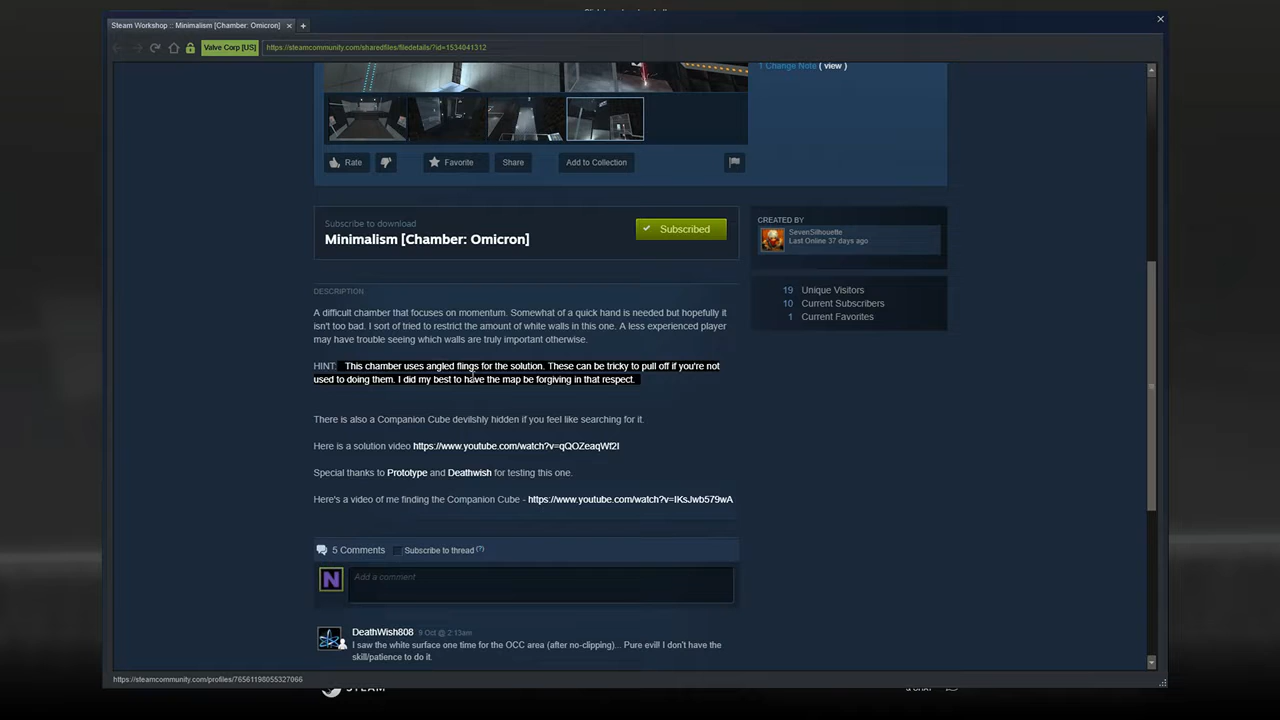 Steam Workshop :: Minimalism [Chamber: Omicron]
Valve Corp [US]
https://steamcommunity.com/sharedfiles/filedetails/?id=1534041312
1 Change Note ( view )
Rate
Favorite
Share
Add to Collection
Subscribe to download
Minimalism [Chamber: Omicron]
Subscribed
CREATED BY
SevenSilhouette
Last Online 37 days ago
19 Unique Visitors
10 Current Subscribers
1 Current Favorites
DESCRIPTION
A difficult chamber that focuses on momentum. Somewhat of a quick hand is needed but hopefully it
isn't too bad. I sort of tried to restrict the amount of white walls in this one. A less experienced player
may have trouble seeing which walls are truly important otherwise.
HINT: This chamber uses angled flings for the solution. These can be tricky to pull off if you're not
used to doing them. I did my best to have the map be forgiving in that respect.
There is also a Companion Cube devilshly hidden if you feel like searching for it.
Here is a solution video https://www.youtube.com/watch?v=qQOZeaqWf2I
Special thanks to Prototype and Deathwish for testing this one.
Here's a video of me finding the Companion Cube - https://www.youtube.com/watch?v=IKsJwb579wA
5 Comments
Subscribe to thread (?)
N
Add a comment
DeathWish808 9 Oct @ 2:13am
I saw the white surface one time for the OCC area (after no-clipping)... Pure evil! I don't have the
skill/patience to do it.
https://steamcommunity.com/profiles/76561198055327066
STEAM